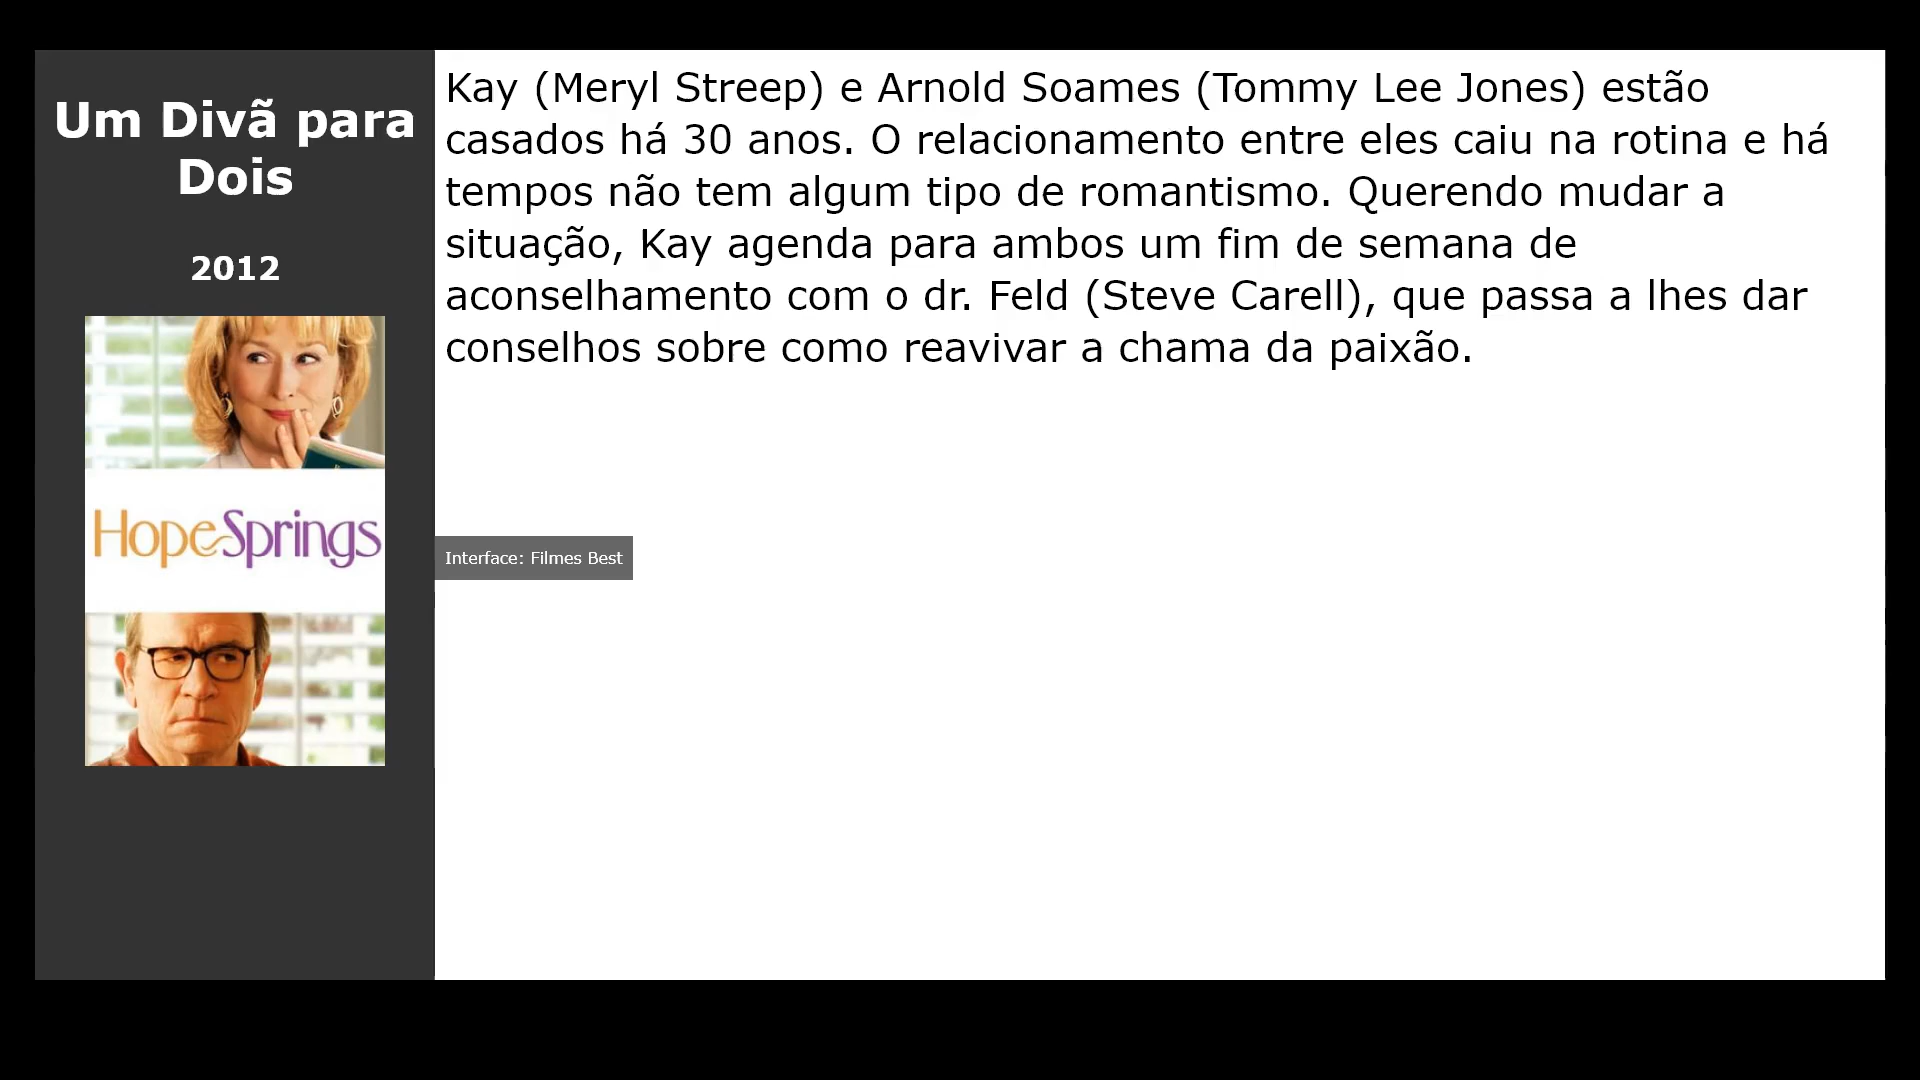 Um Divã para
Dois
2012
HopeSprings
Kay (Meryl Streep) e Arnold Soames (Tommy Lee Jones) estão
casados há 30 anos. O relacionamento entre eles caiu na rotina e há
tempos não tem algum tipo de romantismo. Querendo mudar a
situação, Kay agenda para ambos um fim de semana de
aconselhamento com o dr. Feld (Steve Carell), que passa a lhes dar
conselhos sobre como reavivar a chama da paixão.
Interface: Filmes Best